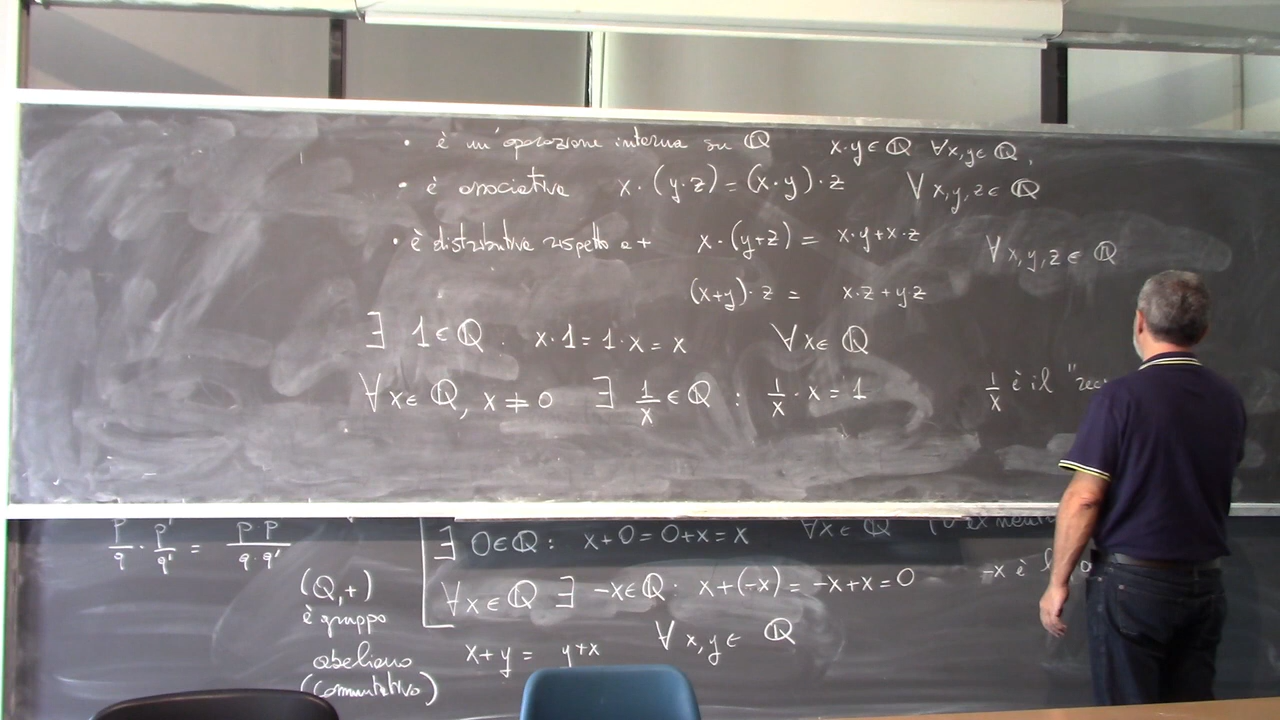 • è un'operazione interna su ℚ x·y ∈ ℚ ∀x,y ∈ ℚ,
• è associativa x·(y·z) = (x·y)·z ∀x,y,z ∈ ℚ
• è distributiva rispetto a + x·(y+z) = x·y+x·z ∀x,y,z ∈ ℚ
(x+y)·z = x·z+yz
∃ 1∈ℚ. x·1=1·x=x ∀x∈ ℚ
∀x∈ ℚ, x≠0 ∃ 1/x ∈ ℚ : 1/x · x = 1 1/x è il "rec
p/q · p'/q' = p p/q·q'
∃ 0∈ℚ: x+0=0+x=x ∀x∈ ℚ
(Q,+)
è gruppo
abeliano
(commutativo)
∀x∈ℚ ∃ -x∈ℚ: x+(-x) = -x+x=0 -x è l'o
x+y = y+x ∀x,y∈ ℚ